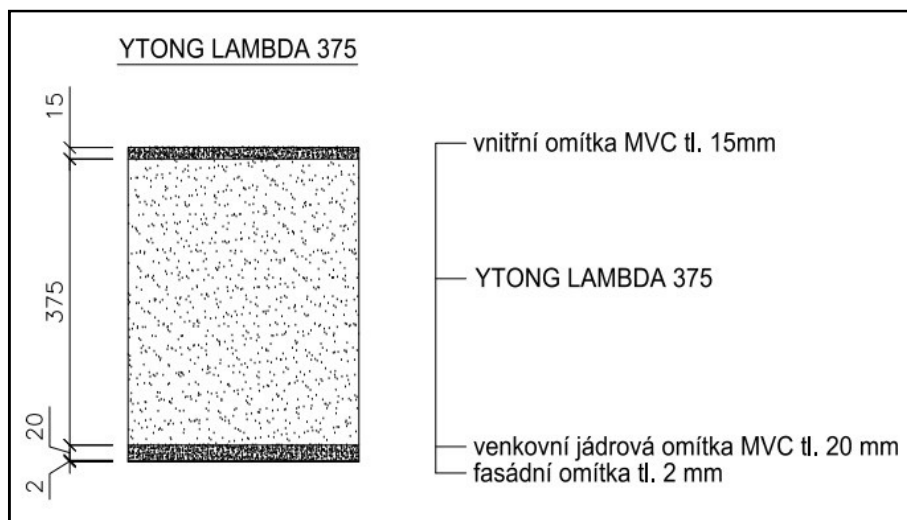 YTONG LAMBDA 375
15
375
20
2
vnitřní omítka MVC tl. 15mm
YTONG LAMBDA 375
venkovní jádrová omítka MVC tl. 20 mm
fasádní omítka tl. 2 mm